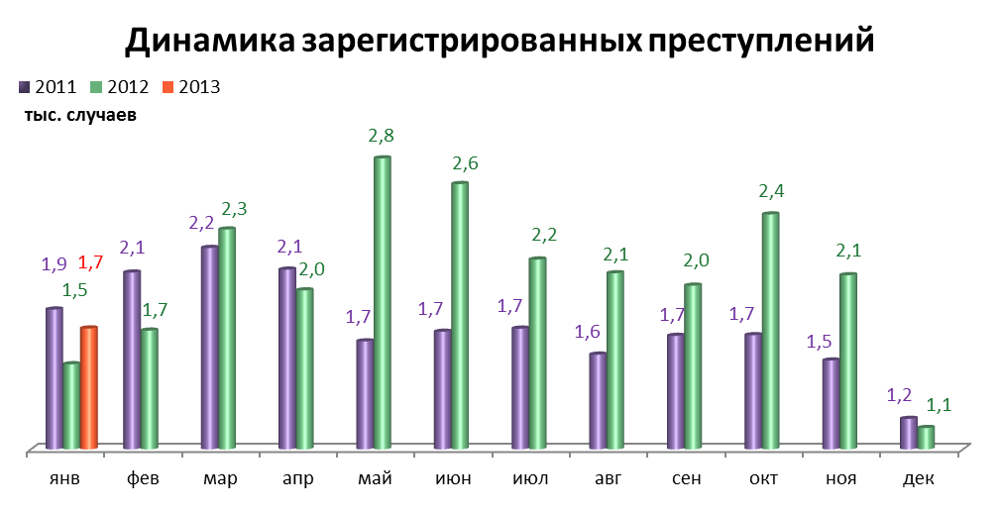 Динамика зарегистрированных преступлений
2011 2012 2013
тыс. случаев
2,8
2,6
2,4
2,2 2,3
2,1 2,1 2,0 2,2 2,1 2,0 2,1
1,9 1,7
1,5 1,7 1,7 1,7 1,7 1,6 1,7 1,7 1,5
1,2 1,1
янв фев мар апр май июн июл авг сен окт ноя дек